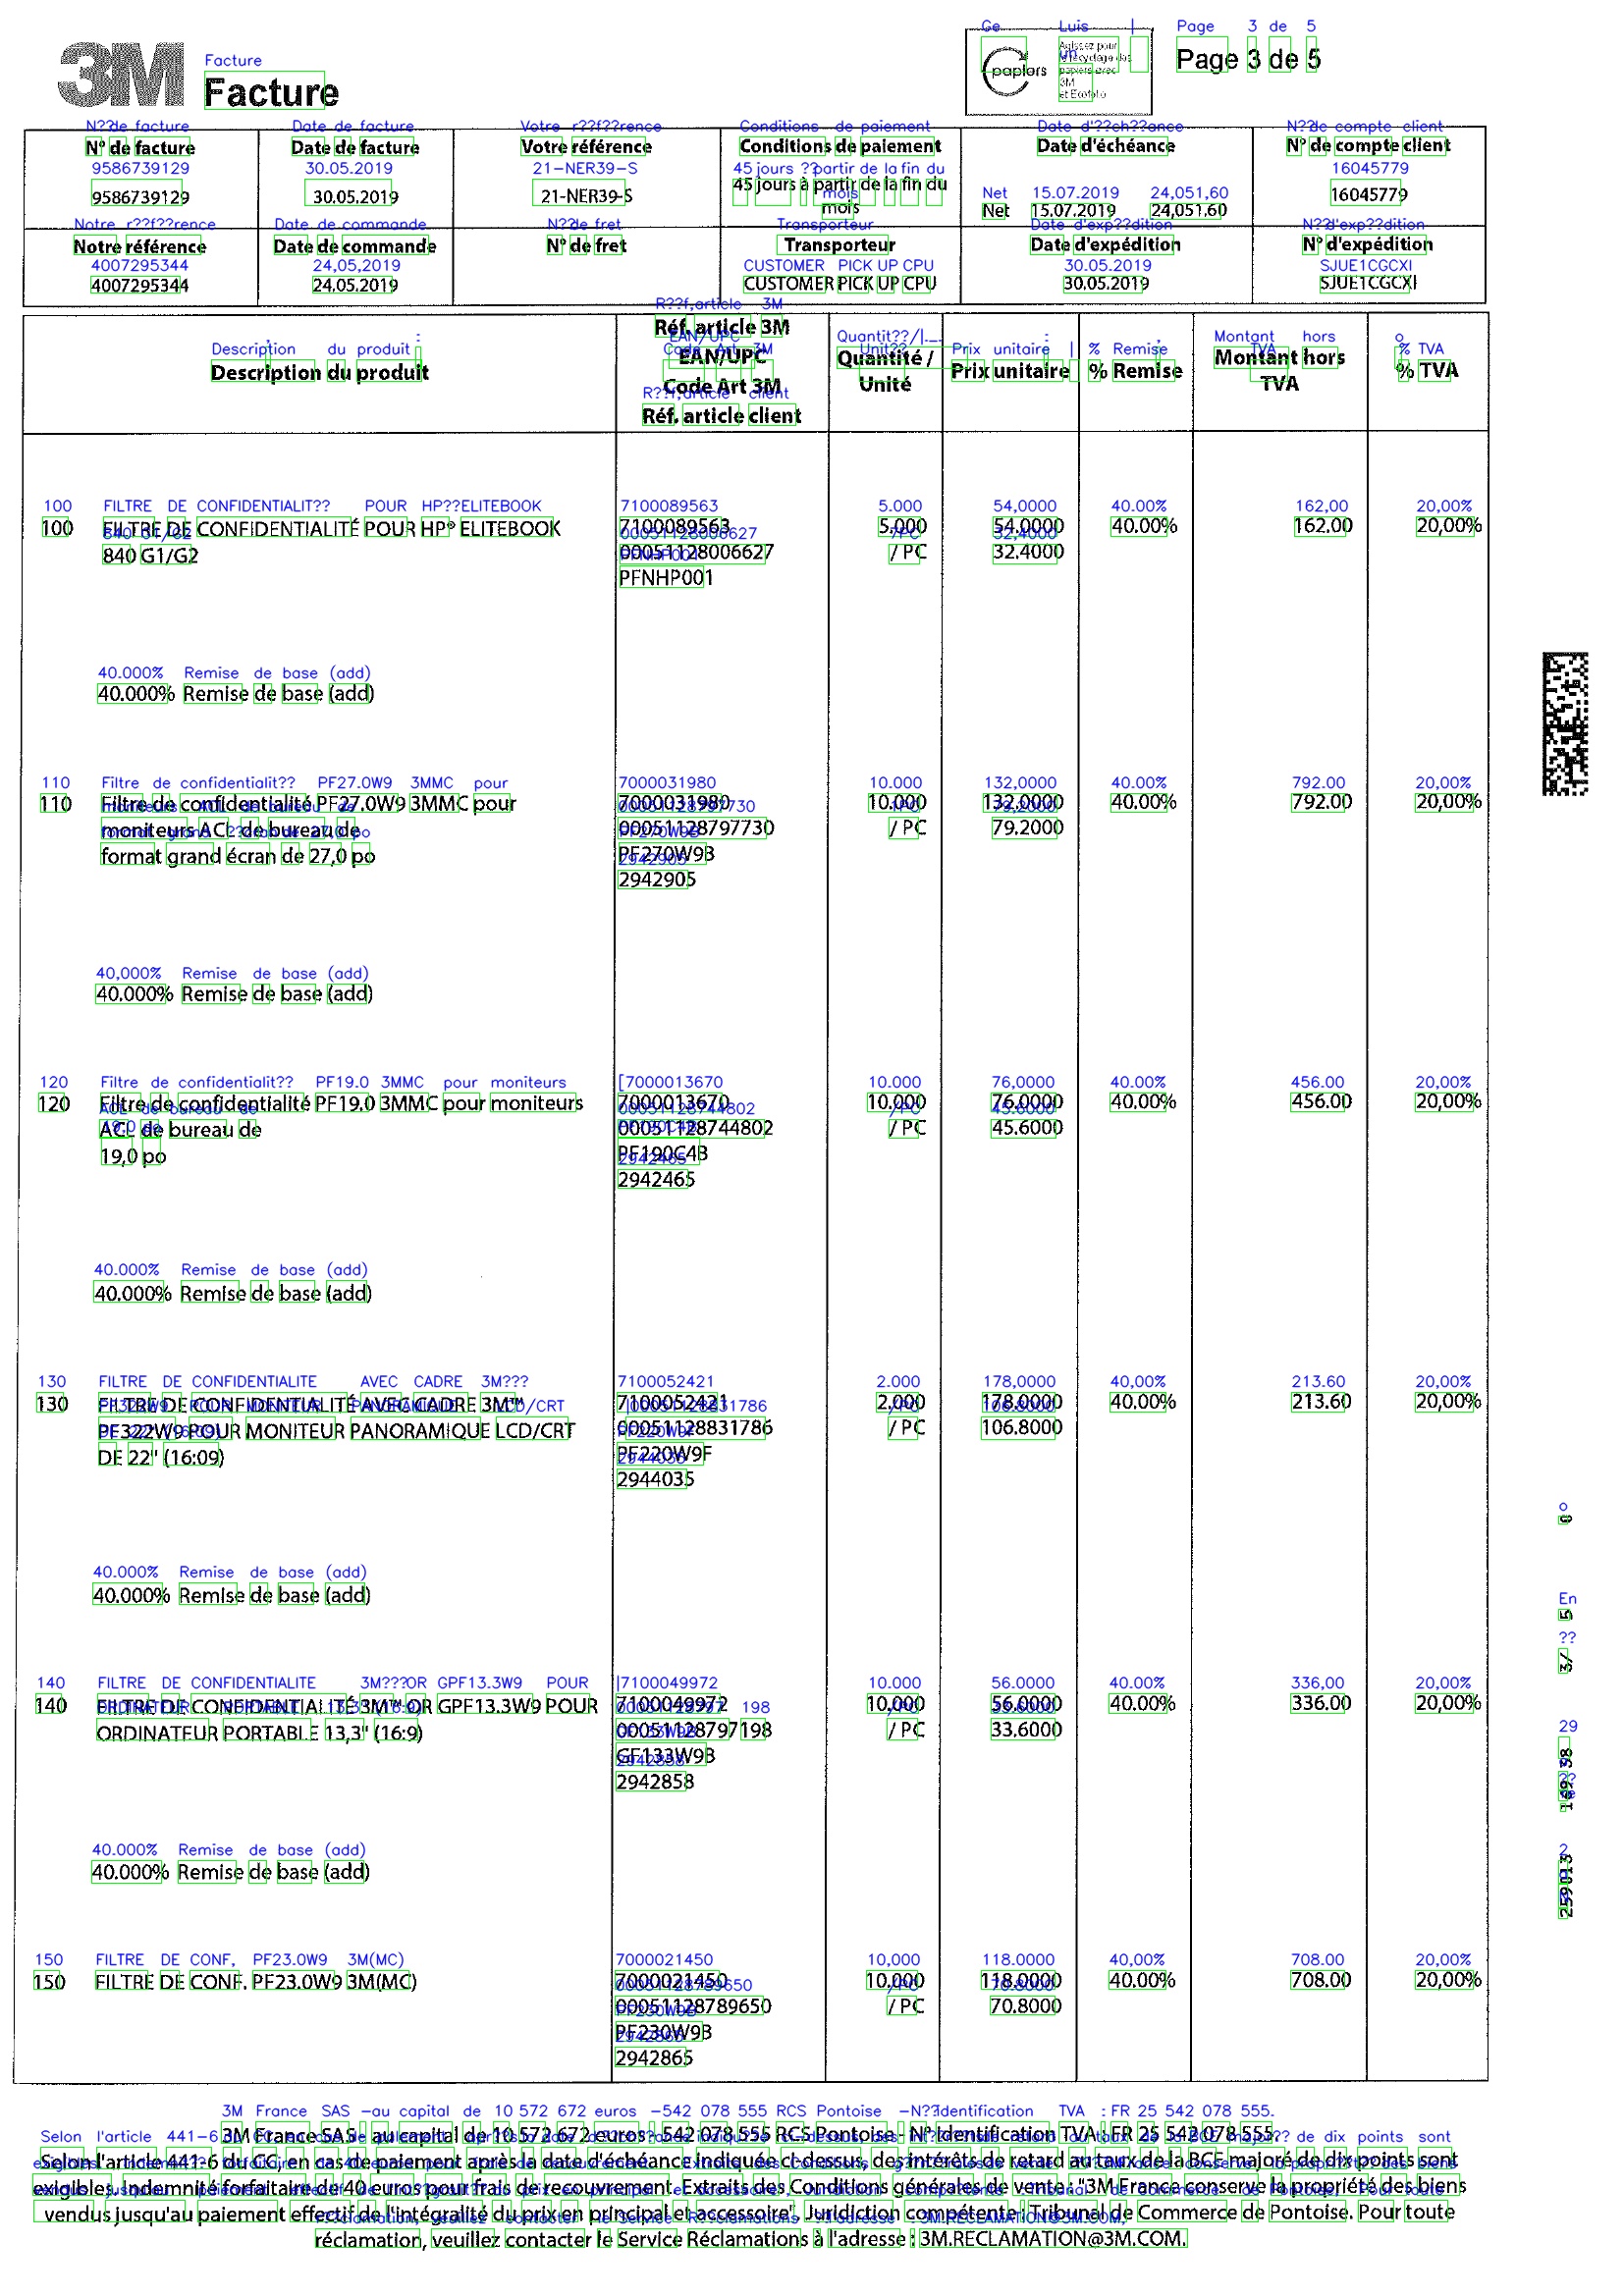 3M Facture
papiers
Agissez pour le recyclage des papiers avec 3M et Ecofolio
Page 3 de 5
N° de facture Date de facture Votre référence Conditions de paiement Date d'échéance N° de compte client
9586739129 30.05.2019 21-NER39-S 45 jours à partir de la fin du mois Net 15.07.2019 24,051.60 16045779
Notre référence Date de commande N° de fret Transporteur Date d'expédition N° d'expédition
4007295344 24.05.2019 CUSTOMER PICK UP CPU 30.05.2019 SJUE1CGCXI
Description du produit
Réf. article 3M
EAN/UPC
Code Art 3M
Réf. article client
Quantité / Unité
Prix unitaire
% Remise
Montant hors TVA
% TVA
100 FILTRE DE CONFIDENTIALITÉ POUR HP® ELITEBOOK 7100089563 5.000 54.0000 40.00% 162.00 20,00%
840 G1/G2 00051128006627 / PC 32.4000
PFNHP001
40.000% Remise de base (add)
110 Filtre de confidentialité PF27.0W9 3MMC pour 7000031980 10.000 132.0000 40.00% 792.00 20,00%
moniteurs ACL de bureau de 00051128797730 / PC 79.2000
format grand écran de 27,0 po PF270W9B
2942905
40.000% Remise de base (add)
120 Filtre de confidentialité PF19.0 3MMC pour moniteurs 7000013670 10.000 76.0000 40.00% 456.00 20,00%
ACL de bureau de 00051128744802 / PC 45.6000
19,0 po PF190C4B
2942465
40.000% Remise de base (add)
130 FILTRE DE CONFIDENTIALITÉ AVEC CADRE 3M™ 7100052421 2.000 178.0000 40.00% 213.60 20,00%
PF322W9 POUR MONITEUR PANORAMIQUE LCD/CRT 00051128831786 / PC 106.8000
DE 22" (16:09) PF220W9F
2944035
40.000% Remise de base (add)
140 FILTRE DE CONFIDENTIALITÉ 3M™ OR GPF13.3W9 POUR 7100049972 10.000 56.0000 40.00% 336.00 20,00%
ORDINATEUR PORTABLE 13,3" (16:9) 00051128797198 / PC 33.6000
GF133W9B
2942858
40.000% Remise de base (add)
150 FILTRE DE CONF. PF23.0W9 3M(MC) 7000021450 10.000 118.0000 40.00% 708.00 20,00%
00051128789650 / PC 70.8000
PF230W9B
2942865
3M France SAS - au capital de 10 572 672 euros - 542 078 555 RCS Pontoise - N° Identification TVA : FR 25 542 078 555.
Selon l'article 441-6 du CC, en cas de paiement après la date d'échéance indiquée ci-dessus, des intérêts de retard au taux de la BCE majoré de dix points sont
exigibles. Indemnité forfaitaire de 40 euros pour frais de recouvrement. Extraits des Conditions générales de vente : "3M France conserve la propriété des biens
vendus jusqu'au paiement effectif de l'intégralité du prix en principal et accessoire". Juridiction compétente : Tribunal de Commerce de Pontoise. Pour toute
réclamation, veuillez contacter le Service Réclamations à l'adresse : 3M.RECLAMATION@3M.COM.